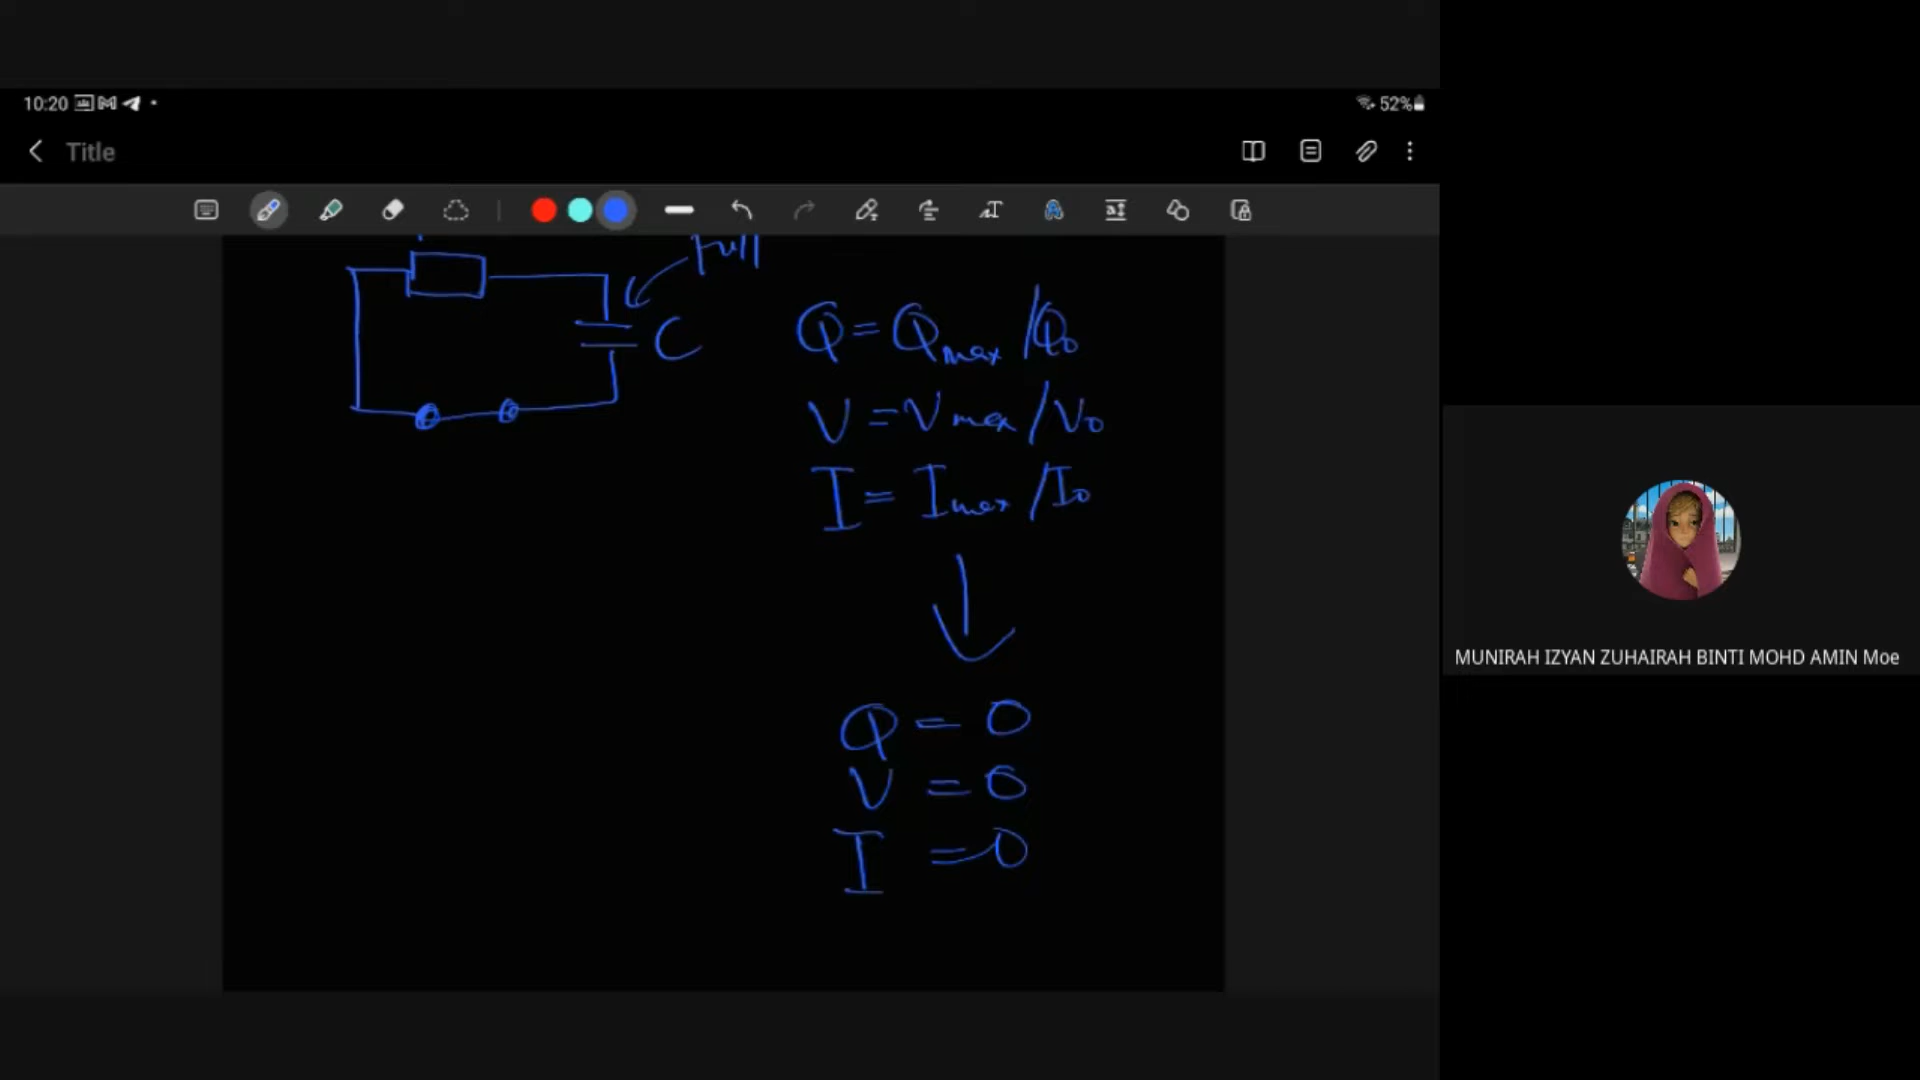 10:20
52%
Title
Full
C
Q = Qmax /Q0
V = Vmax /V0
I = Imax /I0
Q = 0
V = 0
I = 0
MUNIRAH IZYAN ZUHAIRAH BINTI MOHD AMIN Moe